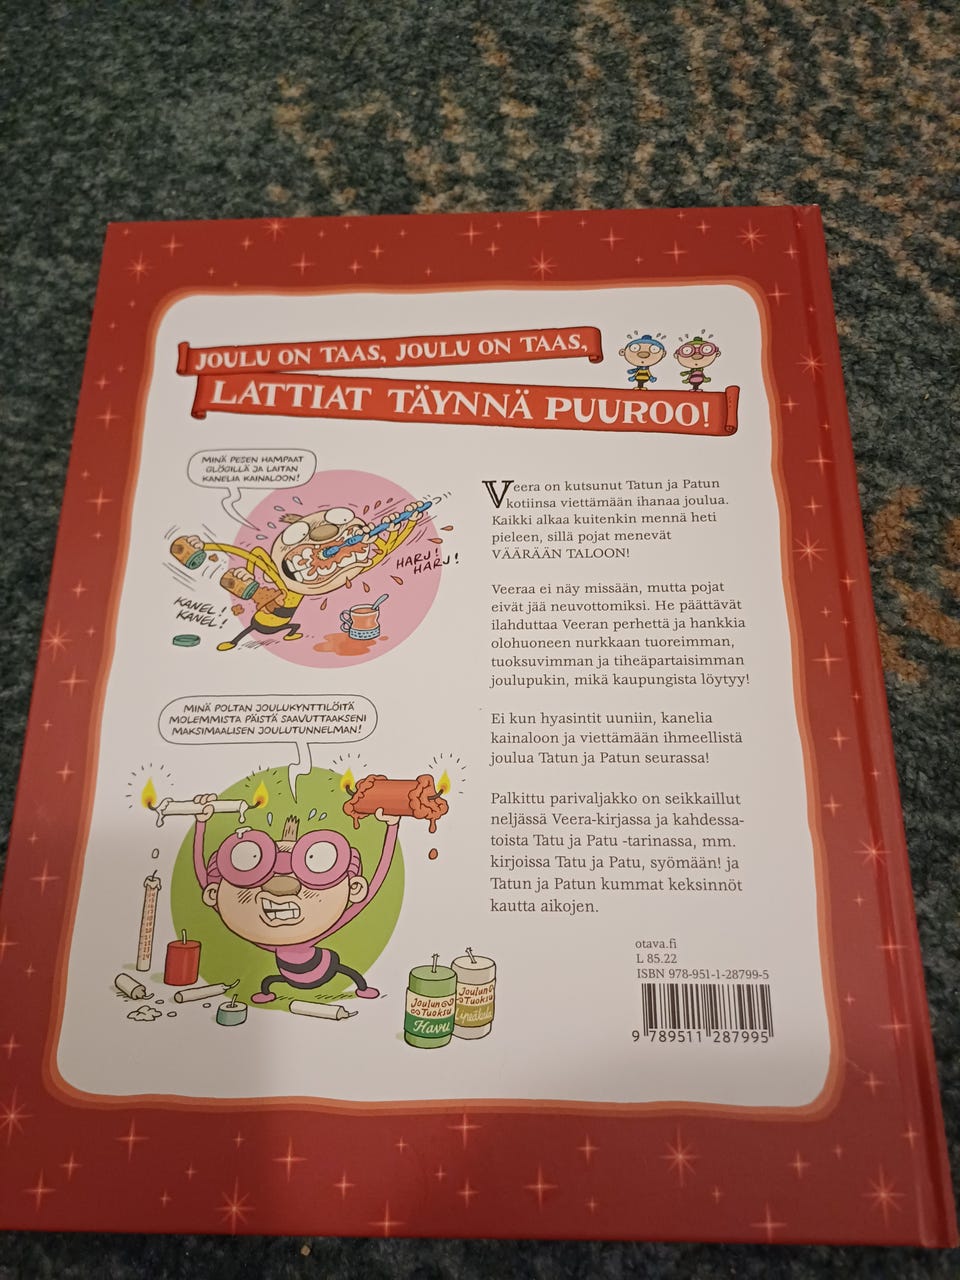 JOULU ON TAAS, JOULU ON TAAS,
LATTIAT TÄYNNÄ PUUROO!
MINÄ PESEN HAMPAAT
GLÖGILLÄ JA LAITAN
KANELIA KAINALOON!
HARJ!
HARJ!
KANEL!
KANEL!
MINÄ POLTAN JOULUKYNTTILÖITÄ
MOLEMMISTA PÄISTÄ SAAVUTTAAKSENI
MAKSIMAALISEN JOULUTUNNELMAN!
Joulun
Tuoksu
Havu
Joulun
Tuoksu
Lipeäkala
Veera on kutsunut Tatun ja Patun
kotiinsa viettämään ihanaa joulua.
Kaikki alkaa kuitenkin mennä heti
pieleen, sillä pojat menevät
VÄÄRÄÄN TALOON!
Veeraa ei näy missään, mutta pojat
eivät jää neuvottomiksi. He päättävät
ilahduttaa Veeran perhettä ja hankkia
olohuoneen nurkkaan tuoreimman,
tuoksuvimman ja tiheäpartaisimman
joulupukin, mikä kaupungista löytyy!
Ei kun hyasintit uuniin, kanelia
kainaloon ja viettämään ihmeellistä
joulua Tatun ja Patun seurassa!
Palkittu parivaljakko on seikkaillut
neljässä Veera-kirjassa ja kahdessa-
toista Tatu ja Patu -tarinassa, mm.
kirjoissa Tatu ja Patu, syömään! ja
Tatun ja Patun kummat keksinnöt
kautta aikojen.
otava.fi
L 85.22
ISBN 978-951-1-28799-5
9 789511 287995